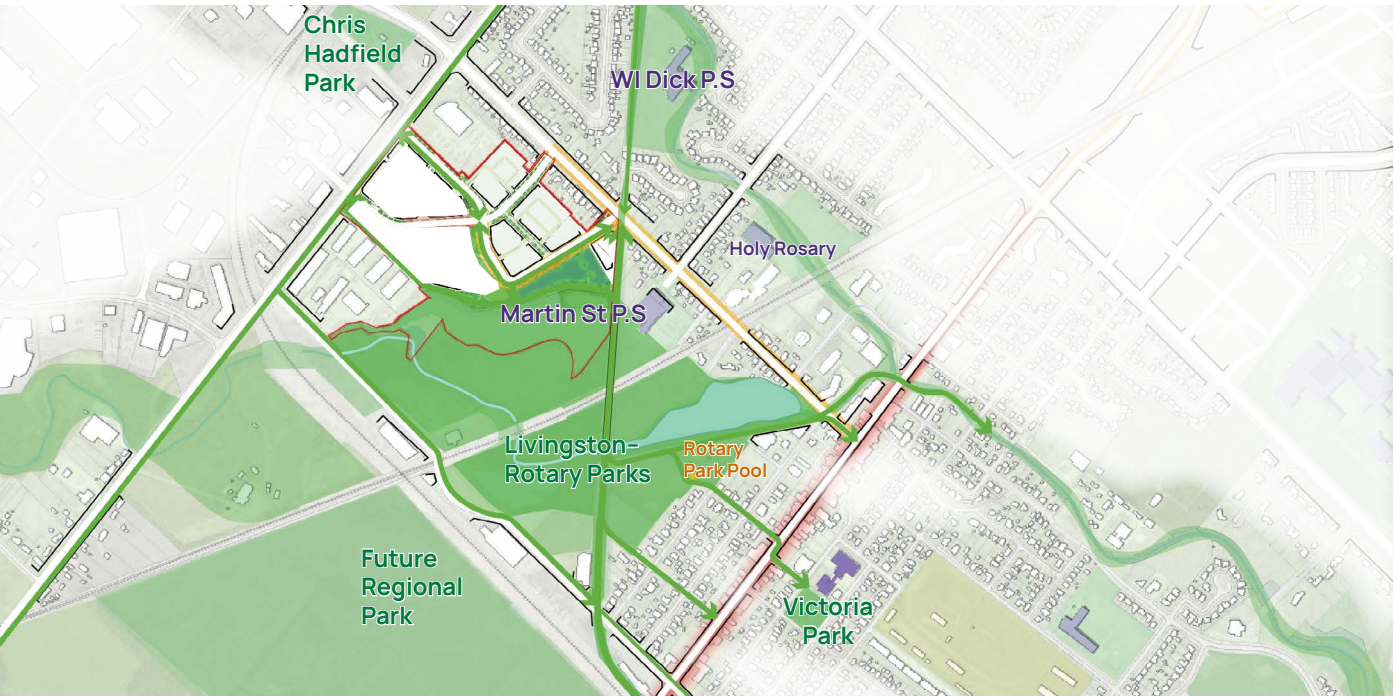 Chris
Hadfield
Park
WI Dick P.S
Holy Rosary
Martin St P.S
Livingston–
Rotary Parks
Rotary
Park Pool
Future
Regional
Park
Victoria
Park